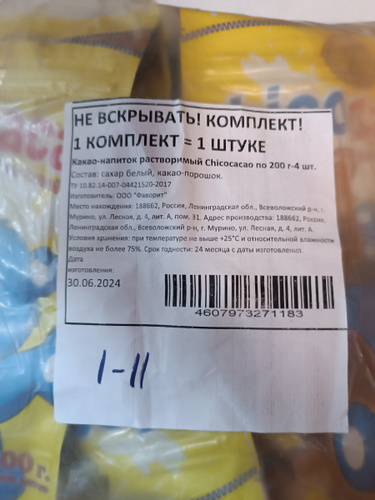 НЕ ВСКРЫВАТЬ! КОМПЛЕКТ!
1 КОМПЛЕКТ = 1 ШТУКЕ
Какао-напиток растворимый Chicocacao по 200 г-4 шт.
Состав: сахар белый, какао-порошок.
ТУ 10.82.14-007-04421520-2017
Изготовитель: ООО "Фаворит"
Место нахождения: 188662, Россия, Ленинградская обл., Всеволожский р-н, г.
Мурино, ул. Лесная, д. 4, лит. А, пом. 31. Адрес производства: 188662, Россия,
Ленинградская обл., Всеволожский р-н, г. Мурино, ул. Лесная, д. 4, лит. А.
Условия хранения: при температуре не выше +25°С и относительной влажности
воздуха не более 75%. Срок годности: 24 месяца с даты изготовления.
Дата
изготовления:
30.06.2024
4607973271183
1-11
00 г.